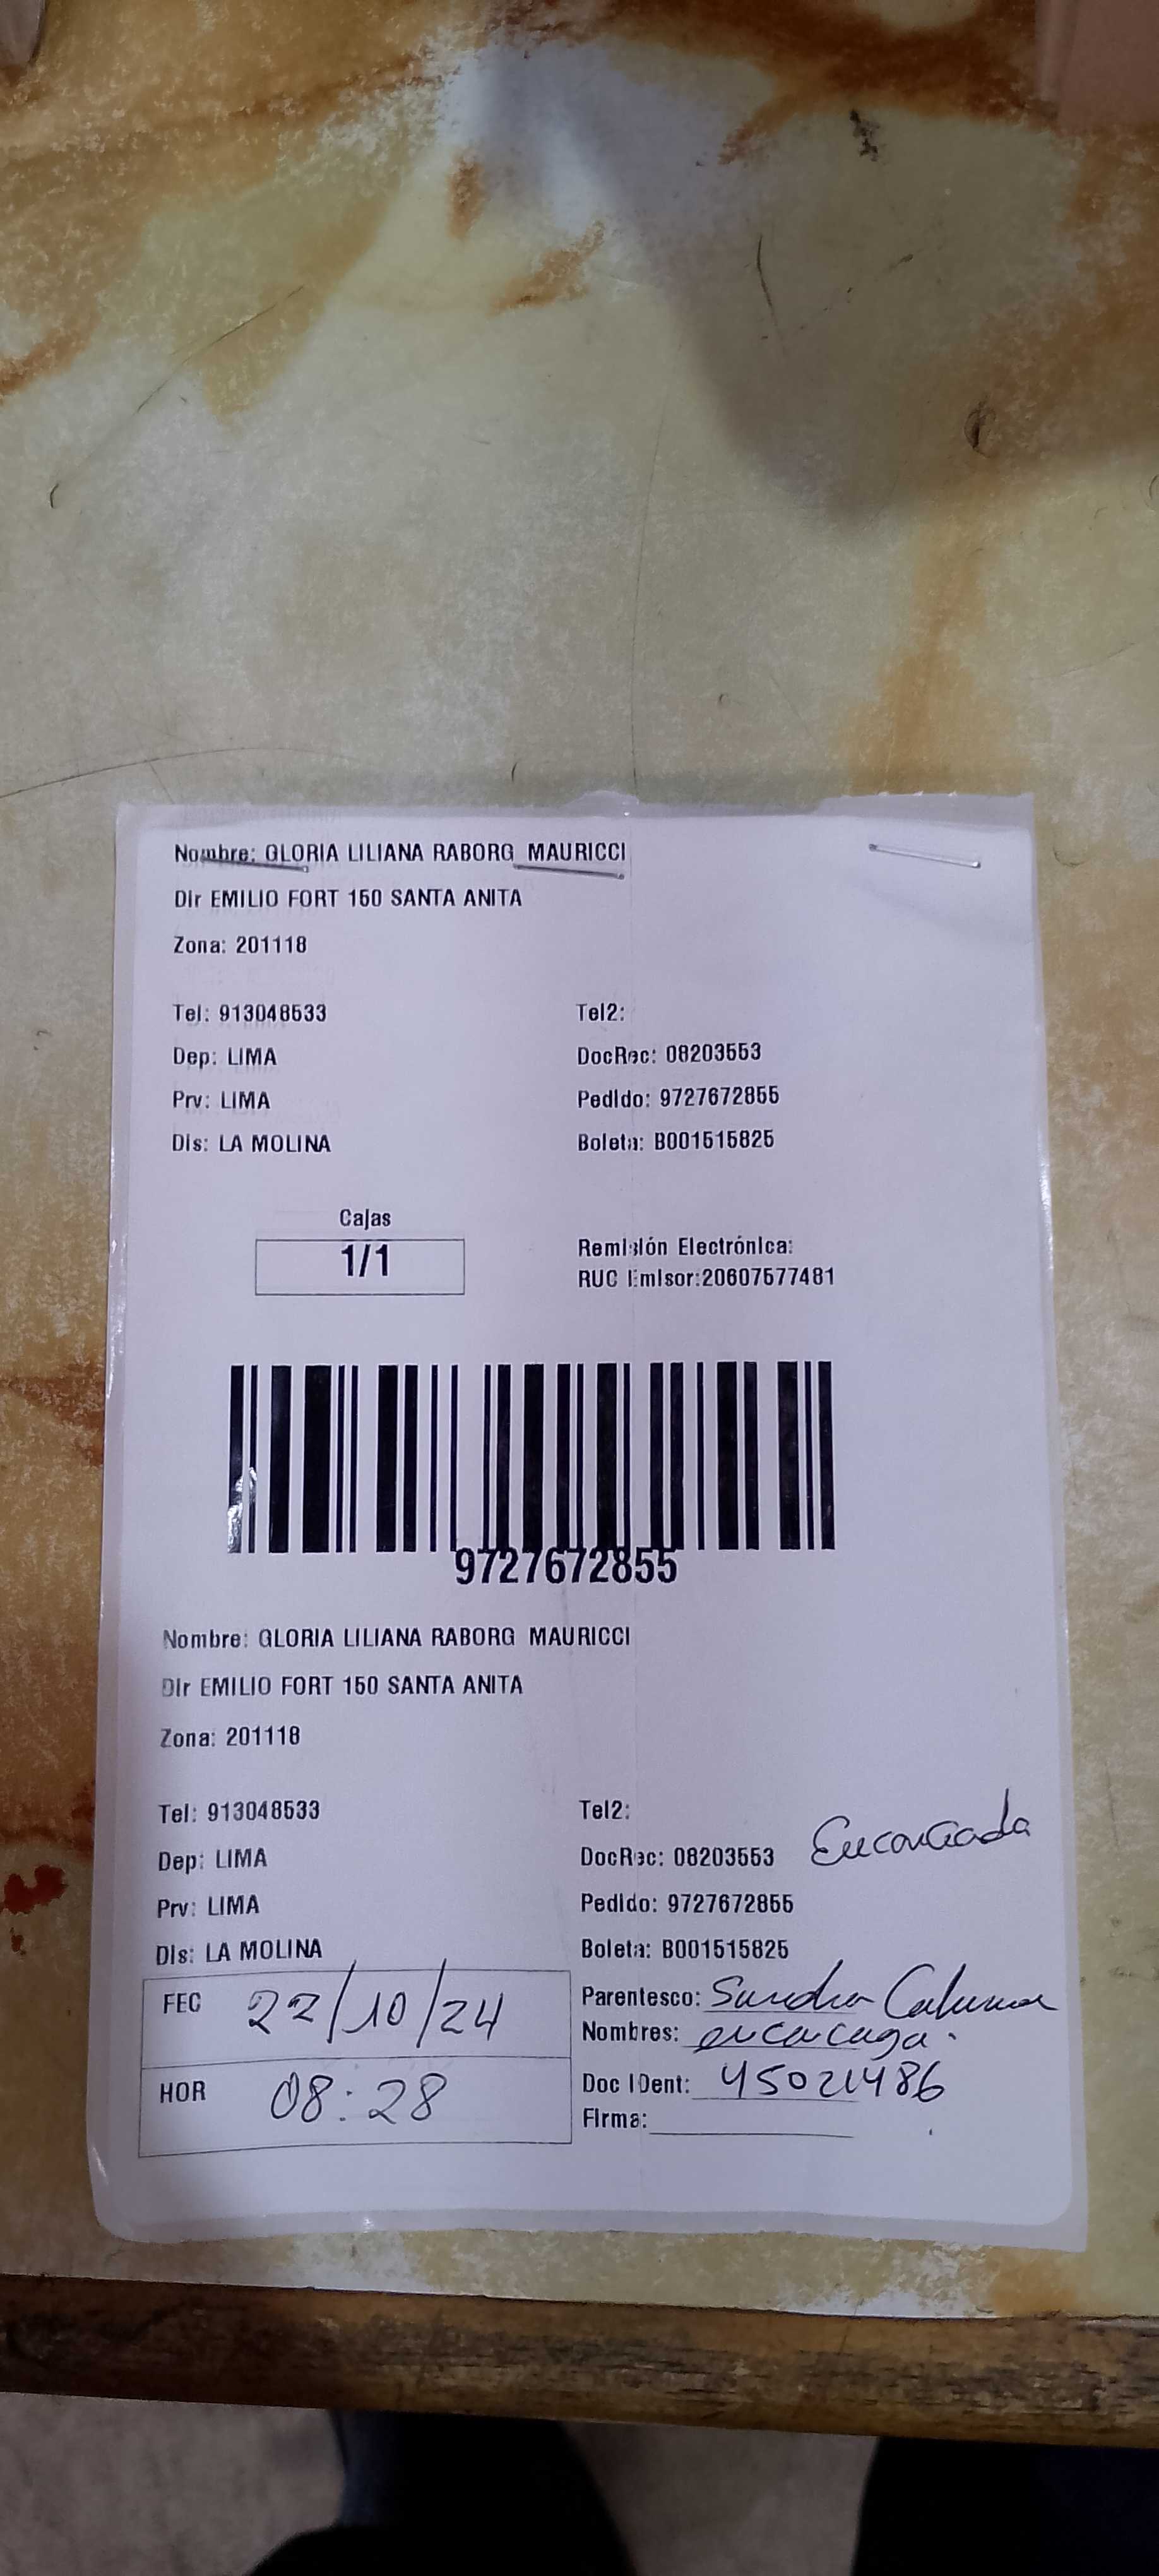 Nombre: GLORIA LILIANA RABORG MAURICCI
Dir EMILIO FORT 150 SANTA ANITA
Zona: 201118
Tel: 913048533 Tel2:
Dep: LIMA DocRec: 08203553
Prv: LIMA Pedido: 9727672855
Dis: LA MOLINA Boleta: B001515825
Cajas
1/1
Remisión Electrónica:
RUC Emisor:20607577481
9727672855
Nombre: GLORIA LILIANA RABORG MAURICCI
Dir EMILIO FORT 150 SANTA ANITA
Zona: 201118
Tel: 913048533 Tel2:
Encargada
Dep: LIMA DocRec: 08203553
Prv: LIMA Pedido: 9727672855
Dis: LA MOLINA Boleta: B001515825
FEC 22/10/24
Parentesco: Sandra
Nombres:
HOR 08:28
Doc IDent: 45021486
Firma: